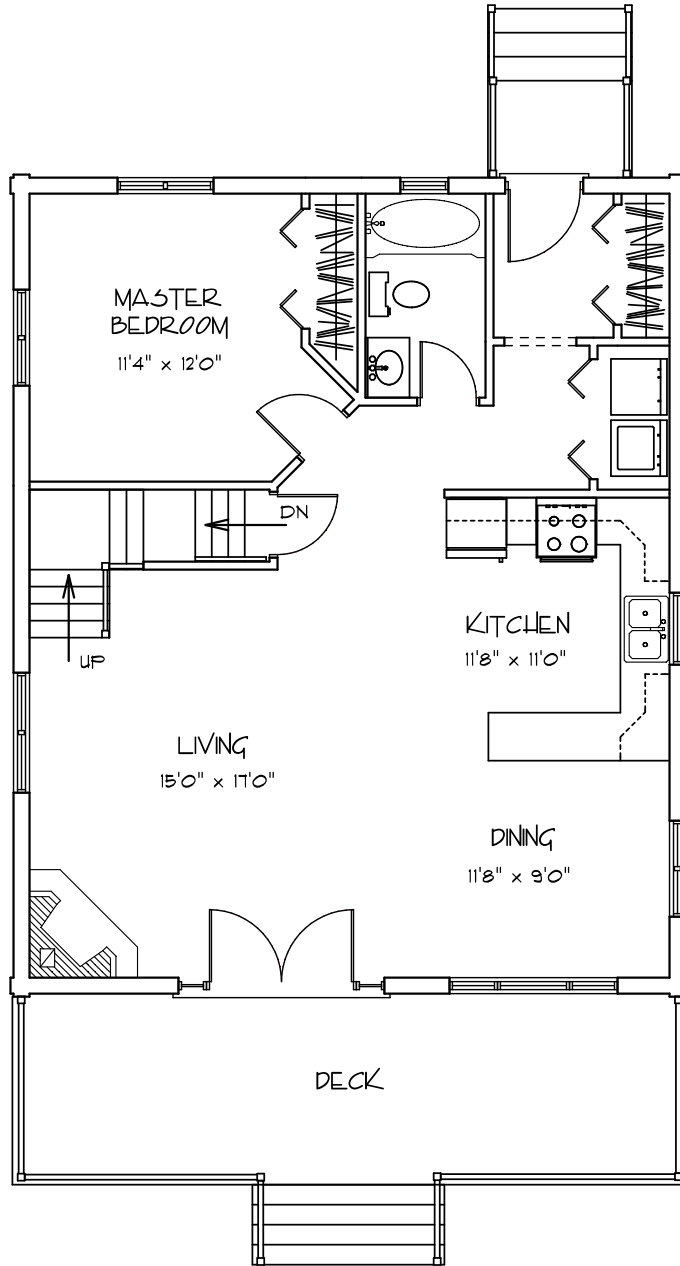 MASTER
BEDROOM
11'4" x 12'0"
DN
UP
KITCHEN
11'8" x 11'0"
LIVING
15'0" x 17'0"
DINING
11'8" x 9'0"
DECK